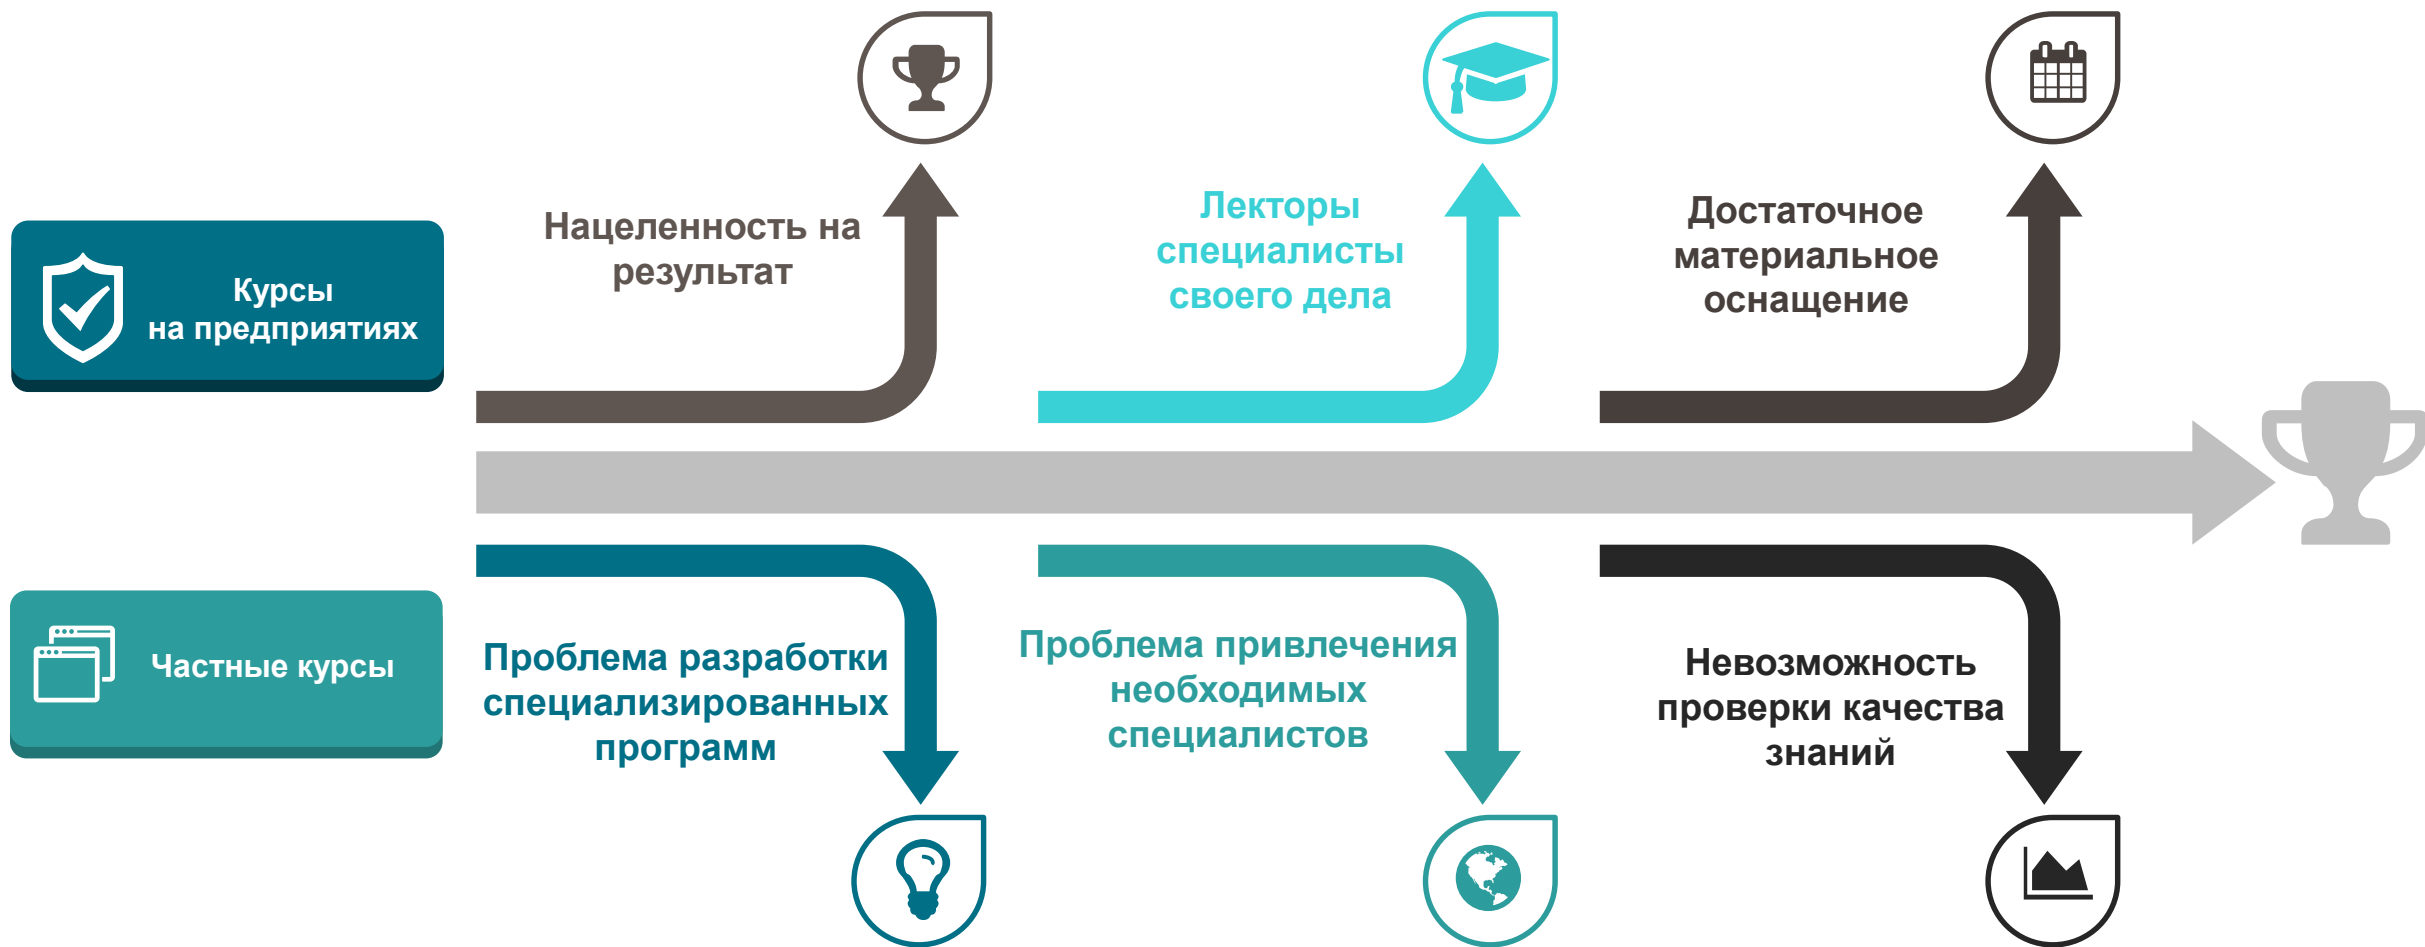 Курсы
на предприятиях
Нацеленность на
результат
Лекторы
специалисты
своего дела
Достаточное
материальное
оснащение
Частные курсы
Проблема разработки
специализированных
программ
Проблема привлечения
необходимых
специалистов
Невозможность
проверки качества
знаний